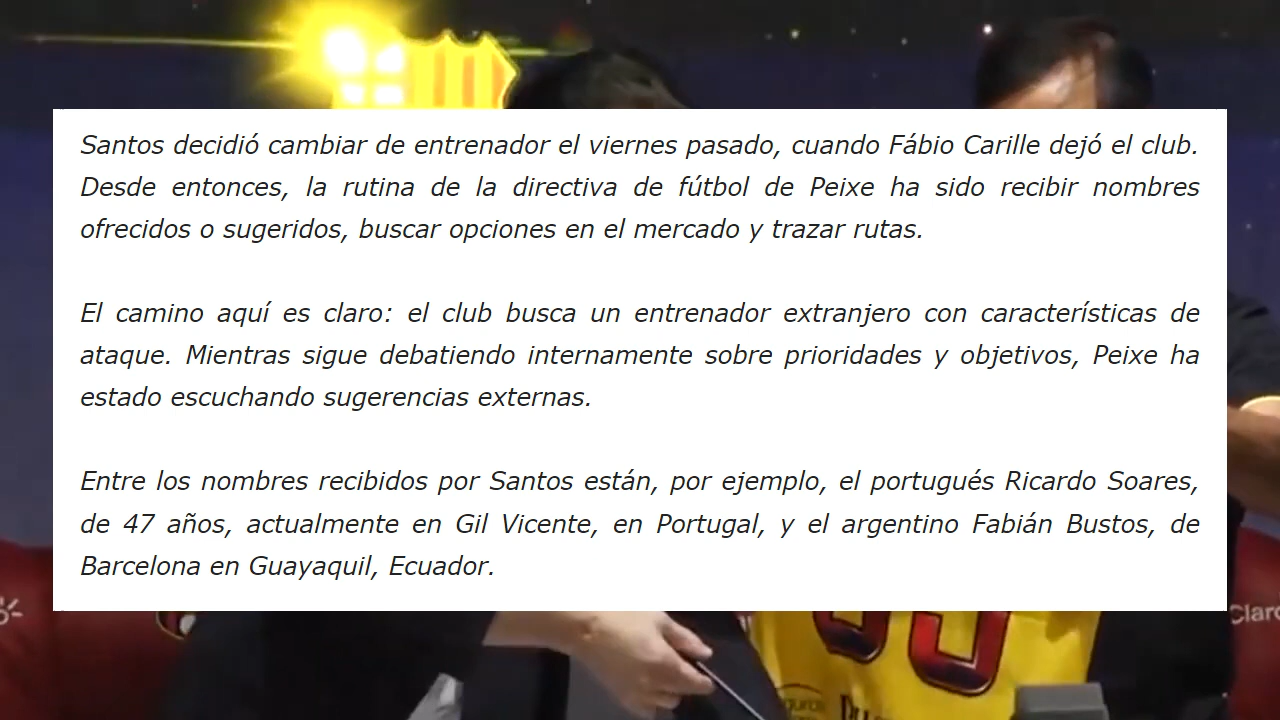 Santos decidió cambiar de entrenador el viernes pasado, cuando Fábio Carille dejó el club.
Desde entonces, la rutina de la directiva de fútbol de Peixe ha sido recibir nombres
ofrecidos o sugeridos, buscar opciones en el mercado y trazar rutas.
El camino aquí es claro: el club busca un entrenador extranjero con características de
ataque. Mientras sigue debatiendo internamente sobre prioridades y objetivos, Peixe ha
estado escuchando sugerencias externas.
Entre los nombres recibidos por Santos están, por ejemplo, el portugués Ricardo Soares,
de 47 años, actualmente en Gil Vicente, en Portugal, y el argentino Fabián Bustos, de
Barcelona en Guayaquil, Ecuador.
Claro